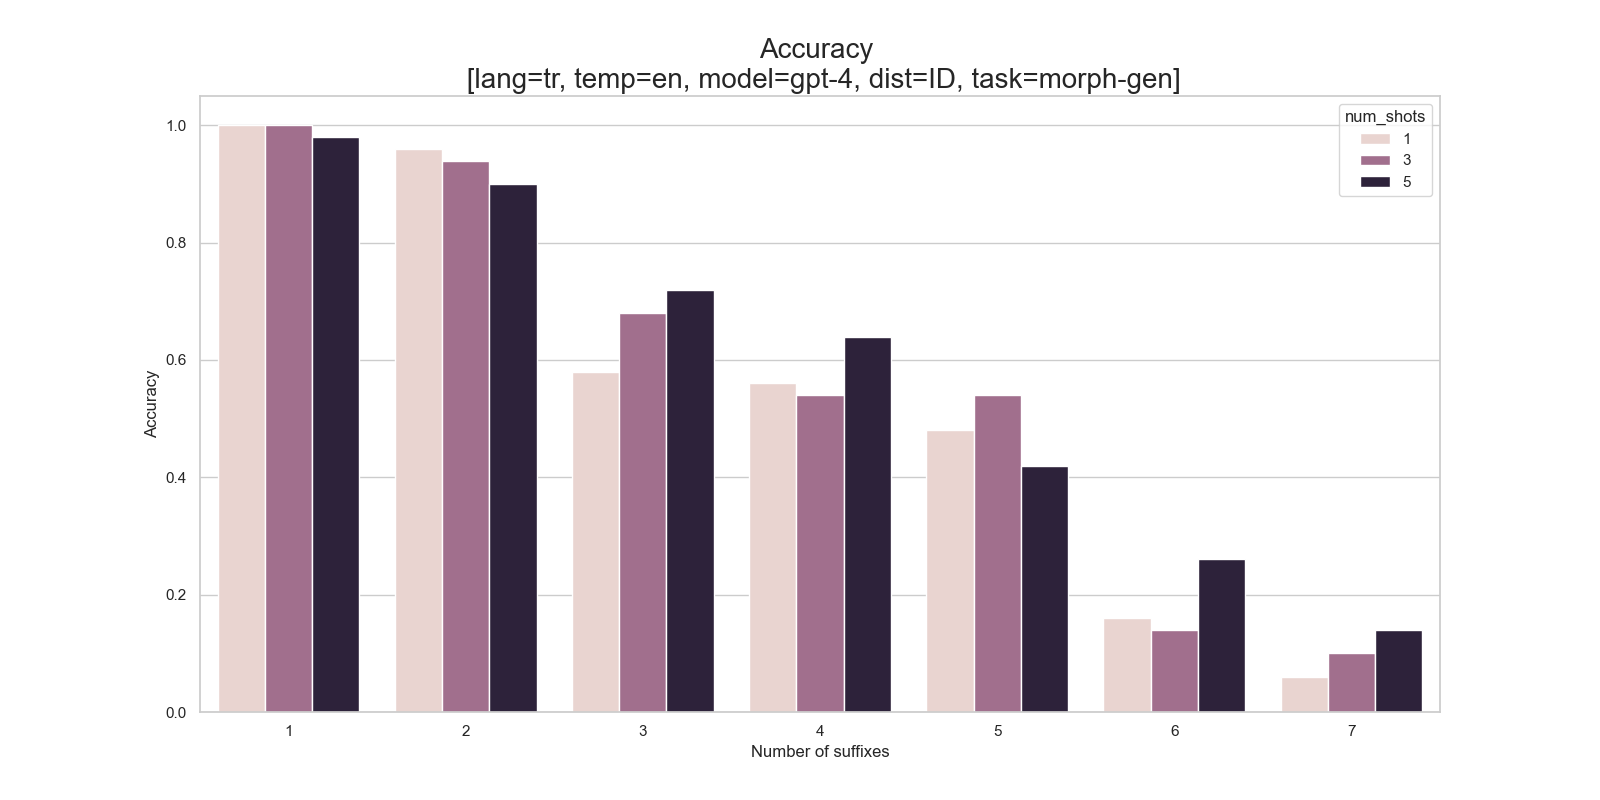 Accuracy
[lang=tr, temp=en, model=gpt-4, dist=ID, task=morph-gen]
num_shots
1
3
5
1.0
0.8
0.6
0.4
0.2
0.0
Accuracy
1 2 3 4 5 6 7
Number of suffixes